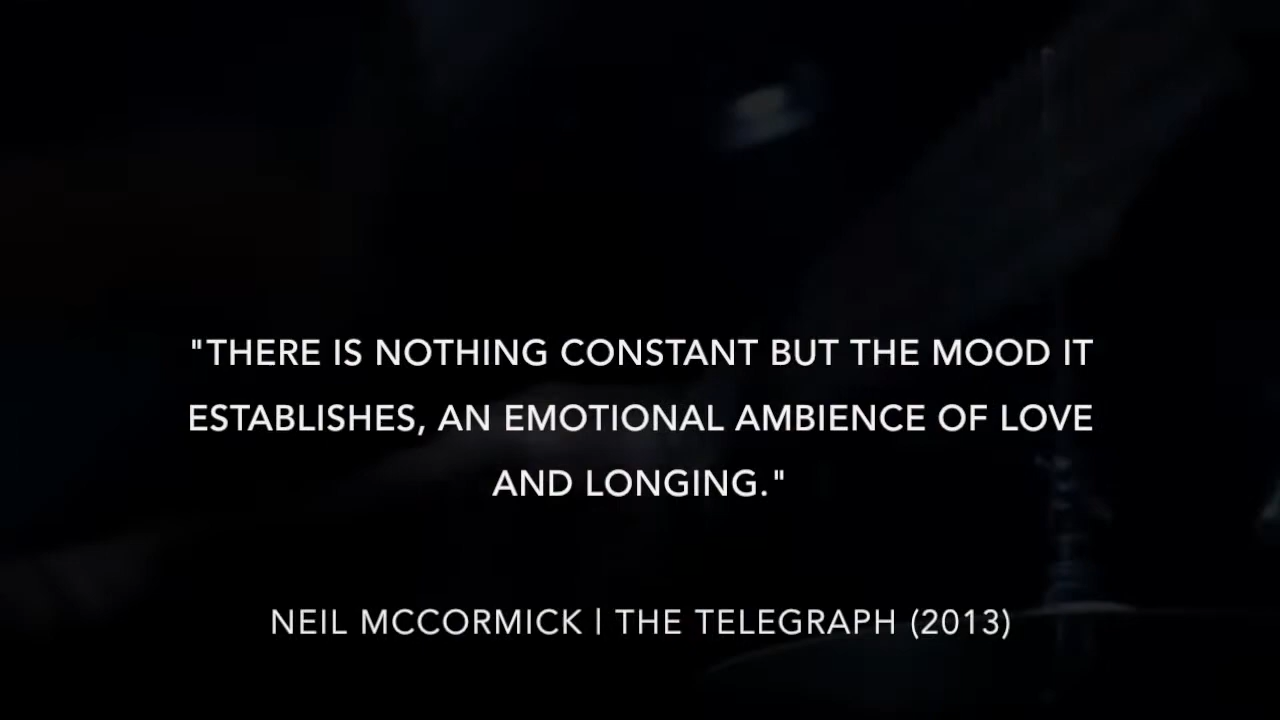 "THERE IS NOTHING CONSTANT BUT THE MOOD IT
ESTABLISHES, AN EMOTIONAL AMBIENCE OF LOVE
AND LONGING."
NEIL MCCORMICK | THE TELEGRAPH (2013)